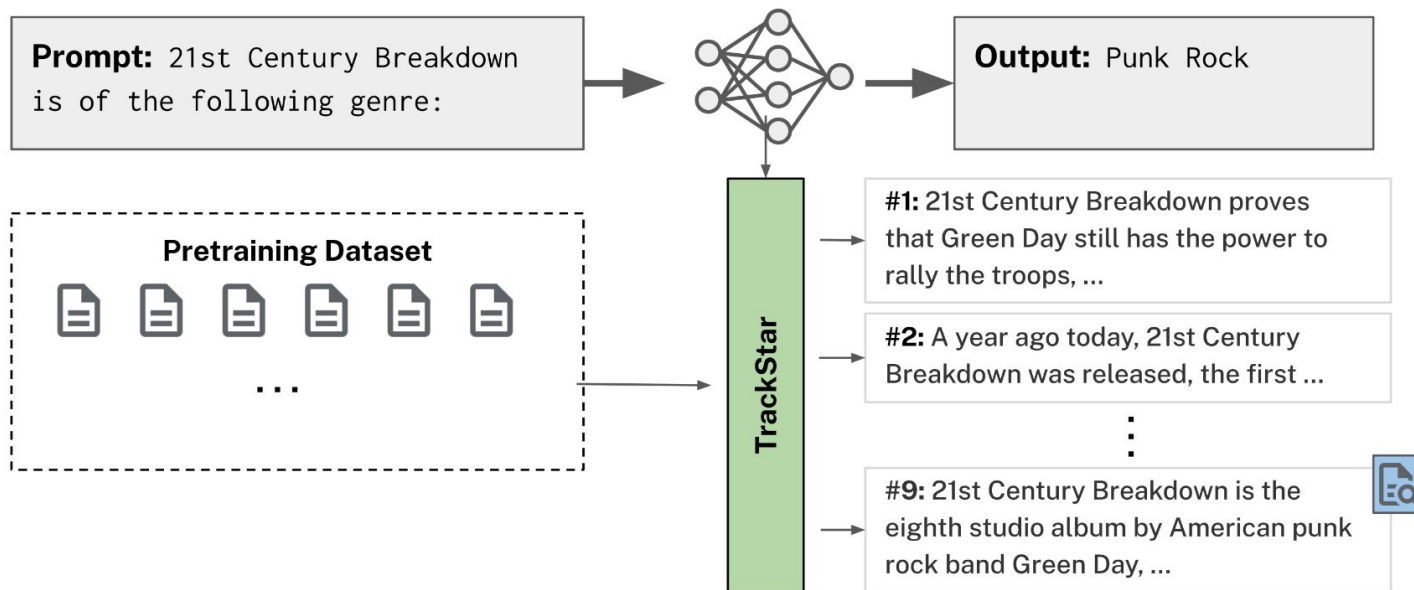 Prompt: 21st Century Breakdown
is of the following genre:
Output: Punk Rock
Pretraining Dataset
...
TrackStar
#1: 21st Century Breakdown proves
that Green Day still has the power to
rally the troops, ...
#2: A year ago today, 21st Century
Breakdown was released, the first ...
#9: 21st Century Breakdown is the
eighth studio album by American punk
rock band Green Day, ...